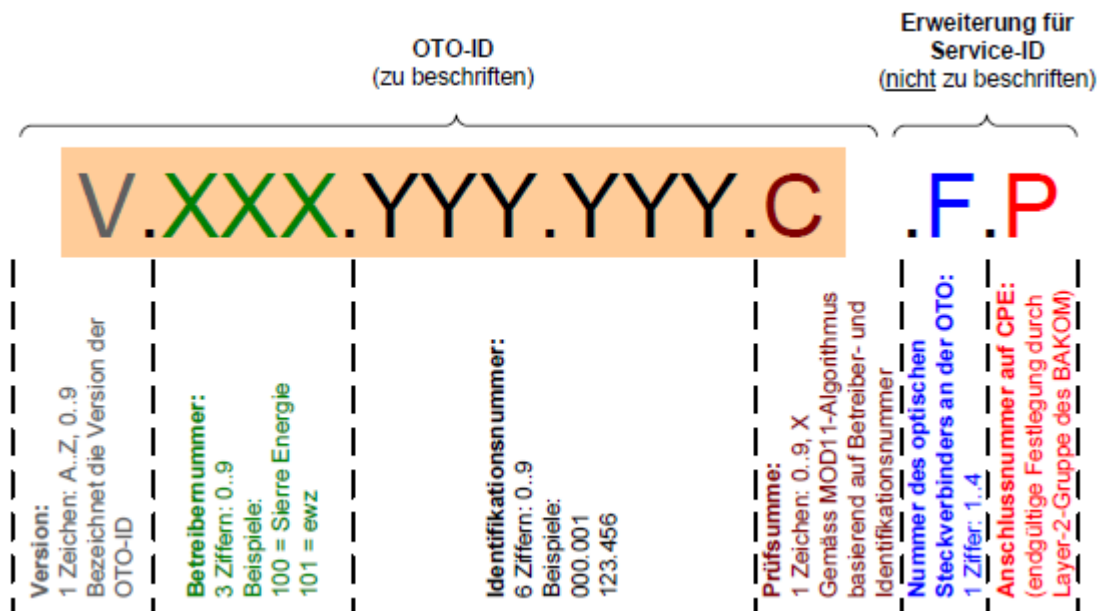 OTO-ID
(zu beschriften)
Erweiterung für
Service-ID
(nicht zu beschriften)
V.XXX.YYY.YYY.C .F.P
Version:
1 Zeichen: A..Z, 0..9
Bezeichnet die Version der
OTO-ID
Betreibernummer:
3 Ziffern: 0..9
Beispiele:
100 = Sierre Energie
101 = ewz
Identifikationsnummer:
6 Ziffern: 0..9
Beispiele:
000.001
123.456
Prüfsumme:
1 Zeichen: 0..9, X
Gemäss MOD11-Algorithmus
basierend auf Betreiber- und
Identifikationsnummer
Nummer des optischen
Steckverbinders an der OTO:
1 Ziffer: 1..4
Anschlussnummer auf CPE:
(endgültige Festlegung durch
Layer-2-Gruppe des BAKOM)